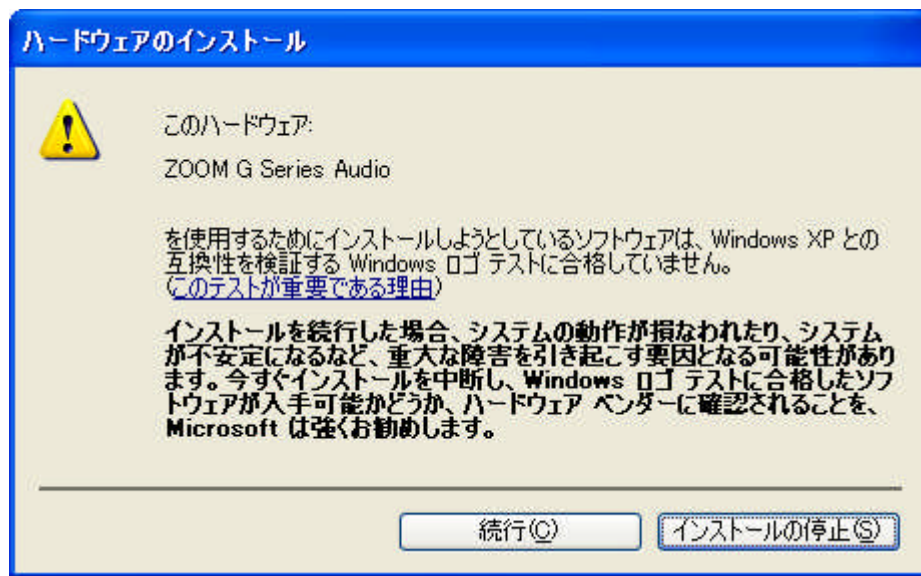 ハードウェアのインストール
このハードウェア:
ZOOM G Series Audio
を使用するためにインストールしようとしているソフトウェアは、Windows XP との
互換性を検証する Windows ロゴ テストに合格していません。
(このテストが重要である理由)
インストールを続行した場合、システムの動作が損なわれたり、システム
が不安定になるなど、重大な障害を引き起こす要因となる可能性があり
ます。今すぐインストールを中断し、Windows ロゴ テストに合格したソフ
トウェアが入手可能かどうか、ハードウェア ベンダーに確認されることを、
Microsoft は強くお勧めします。
続行(C) インストールの停止(S)